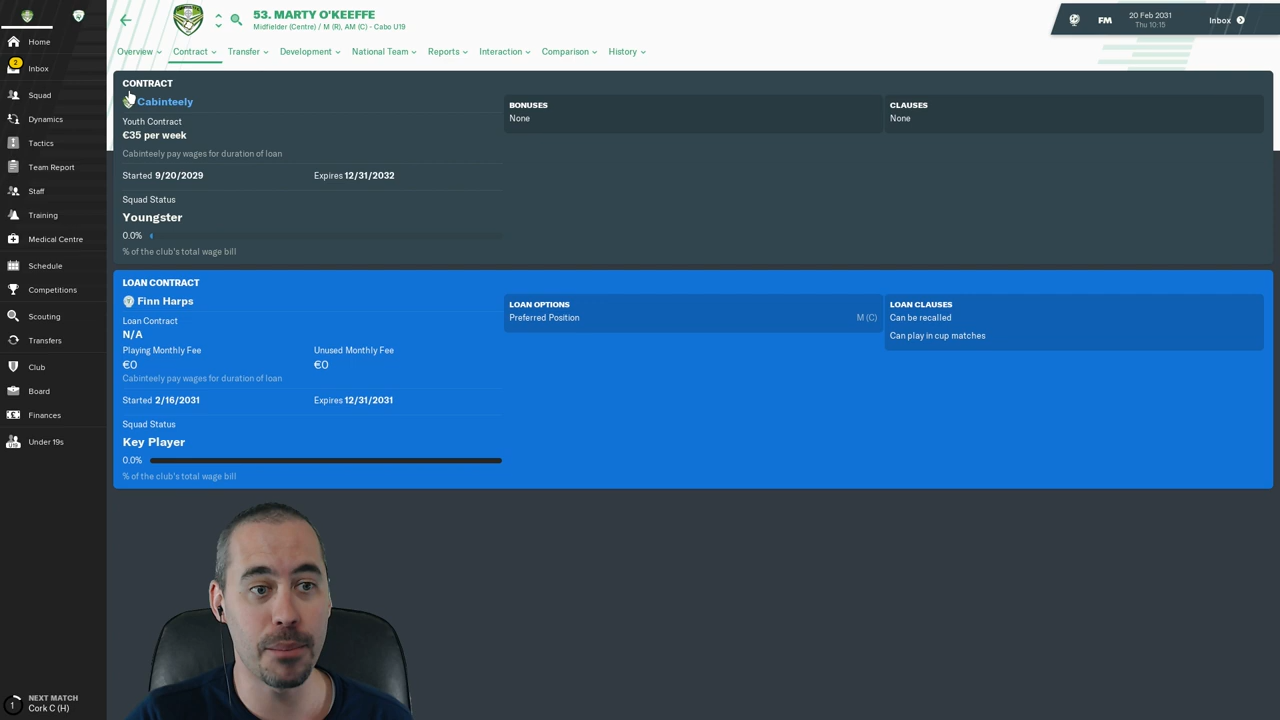 53. MARTY O'KEEFFE
Midfielder (Centre) / M (R), AM (C) - Cabo U19
FM
20 Feb 2031
Thu 10:15
Inbox
Overview
Contract
Transfer
Development
National Team
Reports
Interaction
Comparison
History
Home
2
Inbox
Squad
Dynamics
Tactics
Team Report
Staff
Training
Medical Centre
Schedule
Competitions
Scouting
Transfers
Club
Board
Finances
Under 19s
1
NEXT MATCH
Cork C (H)
CONTRACT
Cabinteely
Youth Contract
€35 per week
Cabinteely pay wages for duration of loan
Started 9/20/2029 Expires 12/31/2032
Squad Status
Youngster
0.0%
% of the club's total wage bill
BONUSES
None
CLAUSES
None
LOAN CONTRACT
Finn Harps
Loan Contract
N/A
Playing Monthly Fee Unused Monthly Fee
€0 €0
Cabinteely pay wages for duration of loan
Started 2/16/2031 Expires 12/31/2031
Squad Status
Key Player
0.0%
% of the club's total wage bill
LOAN OPTIONS
Preferred Position M (C)
LOAN CLAUSES
Can be recalled
Can play in cup matches